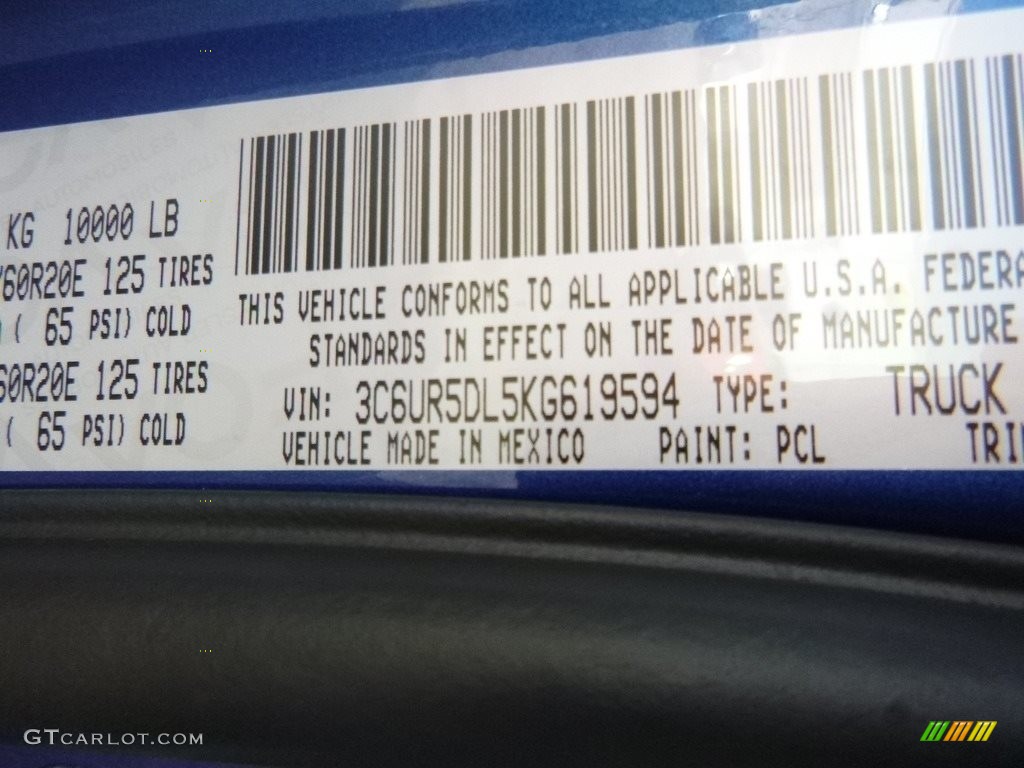 KG 10000 LB
60R20E 125 TIRES
( 65 PSI) COLD
60R20E 125 TIRES
( 65 PSI) COLD
THIS VEHICLE CONFORMS TO ALL APPLICABLE U.S.A. FEDERA
STANDARDS IN EFFECT ON THE DATE OF MANUFACTURE
VIN: 3C6UR5DL5KG619594 TYPE: TRUCK
VEHICLE MADE IN MEXICO PAINT: PCL TRI
GTCARLOT.COM